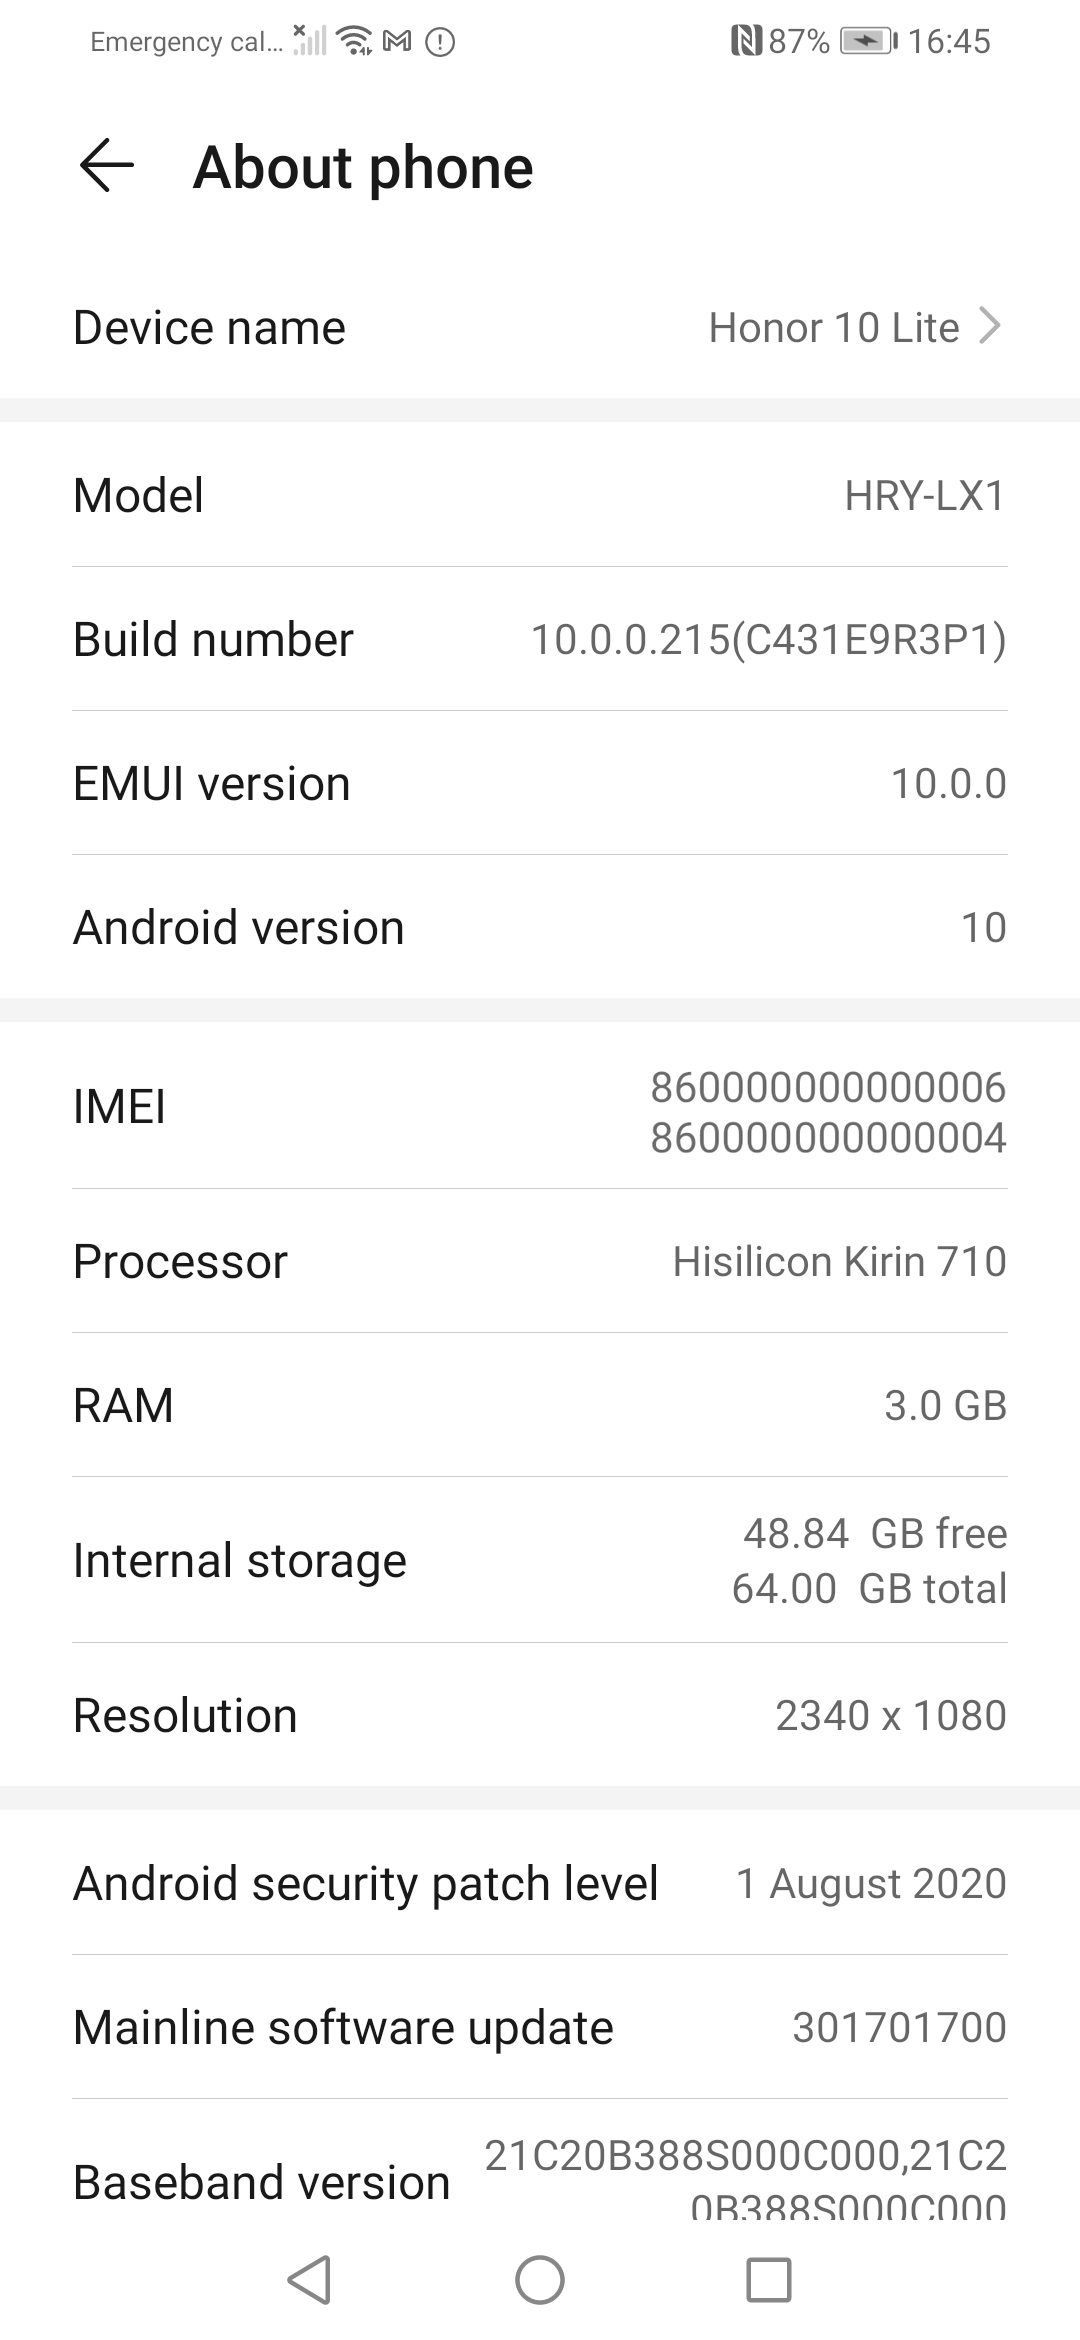 Emergency cal... 87% 16:45
About phone
Device name Honor 10 Lite
Model HRY-LX1
Build number 10.0.0.215(C431E9R3P1)
EMUI version 10.0.0
Android version 10
IMEI 860000000000006
860000000000004
Processor Hisilicon Kirin 710
RAM 3.0 GB
Internal storage 48.84 GB free
64.00 GB total
Resolution 2340 x 1080
Android security patch level 1 August 2020
Mainline software update 301701700
Baseband version 21C20B388S000C000,21C2
0B388S000C000